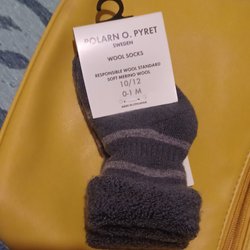 POLARN O. PYRET
SWEDEN
WOOL SOCKS
RESPONSIBLE WOOL STANDARD
SOFT MERINO WOOL
10/12
0-1 M